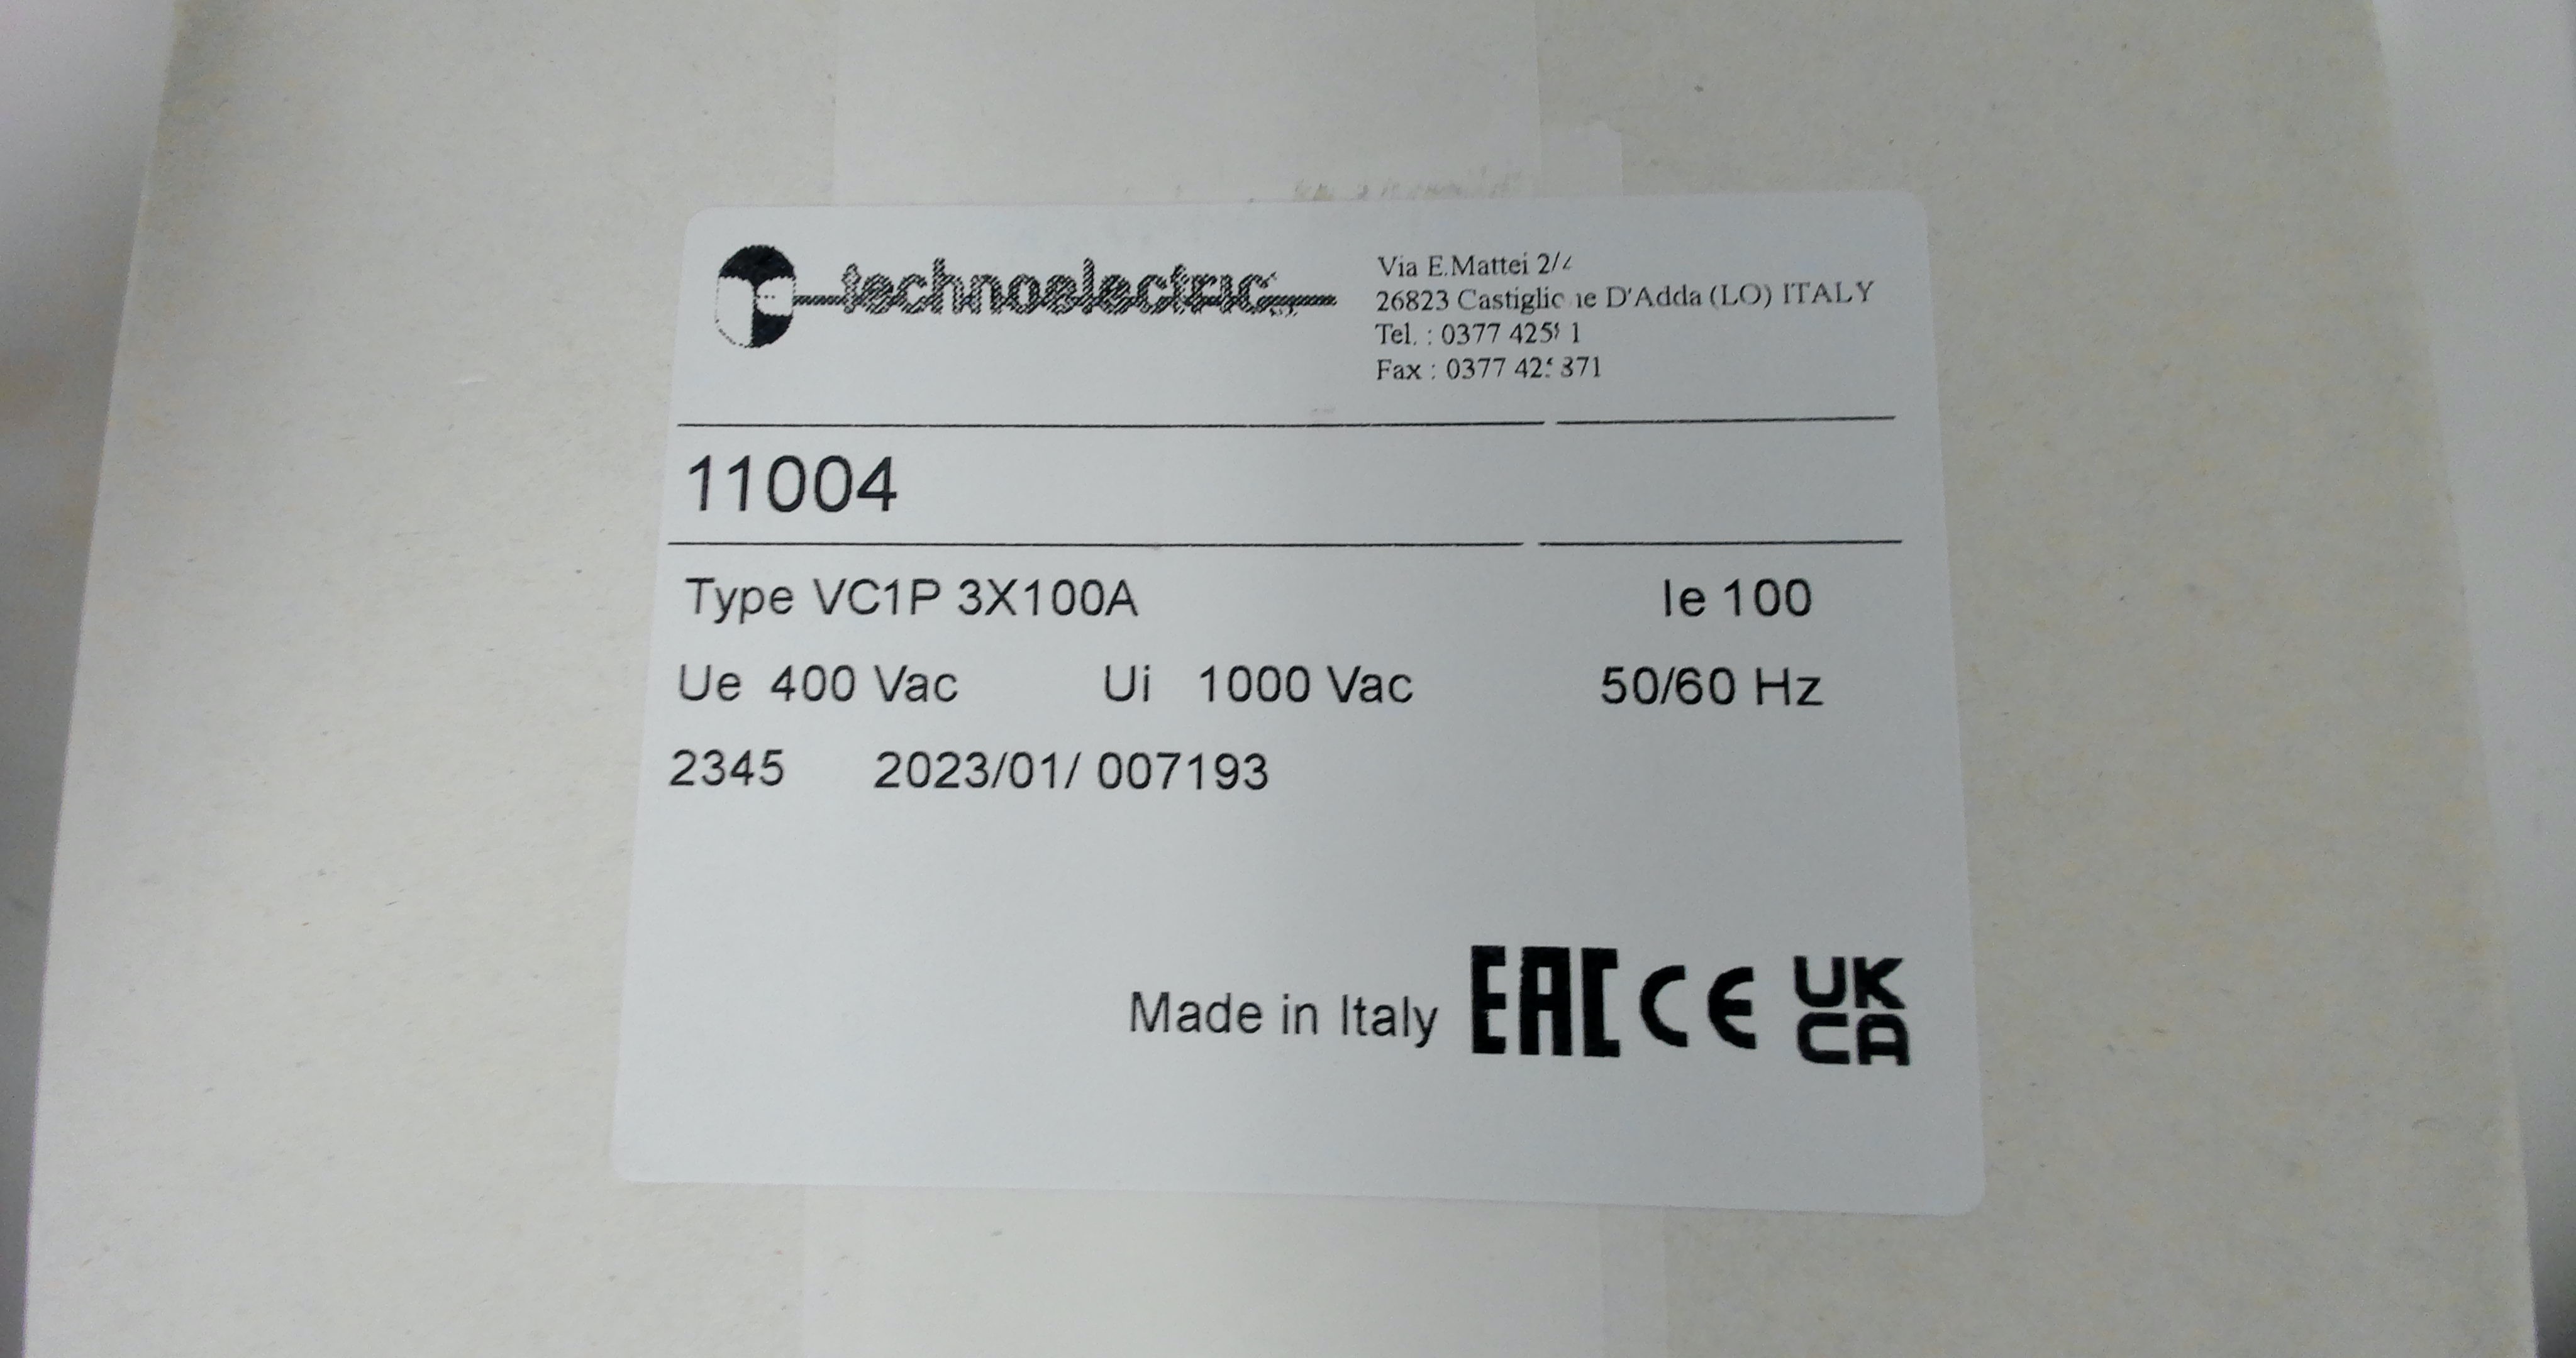 technoelectric
Via E.Mattei
26823 D'Adda (LO) ITALY
Tel. : 0377
Fax : 0377
11004
Type VC1P 3X100A Ie 100
Ue 400 Vac Ui 1000 Vac 50/60 Hz
2345 2023/01/ 007193
Made in Italy EAC CE UK
CA